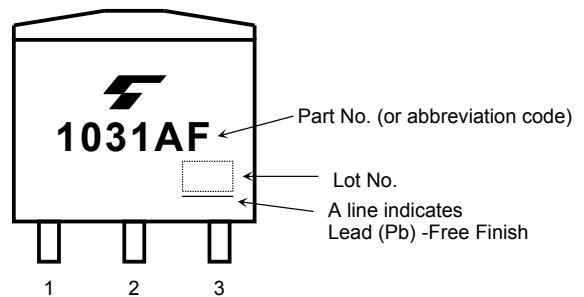 1031AF
Part No. (or abbreviation code)
Lot No.
A line indicates
Lead (Pb) -Free Finish
1 2 3